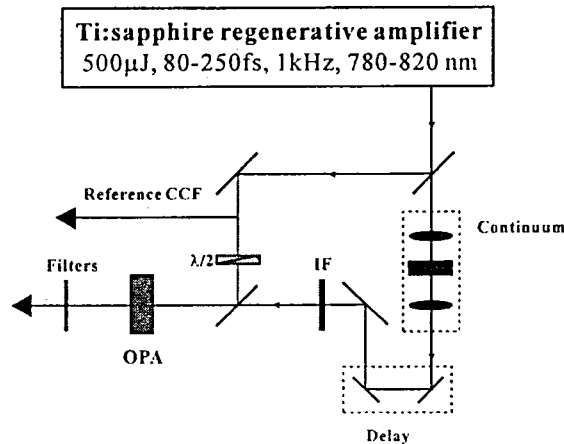 Ti:sapphire regenerative amplifier
500μJ, 80-250fs, 1kHz, 780-820 nm
Reference CCF
Continuum
λ/2
IF
Filters
OPA
Delay